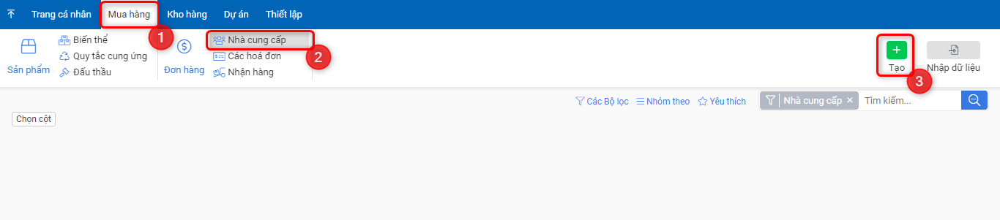 Trang cá nhân Mua hàng Kho hàng Dự án Thiết lập
1
Sản phẩm
Biến thể
Quy tắc cung ứng
Đấu thầu
Đơn hàng
Nhà cung cấp
Các hoá đơn
Nhận hàng
2
Tạo
3
Nhập dữ liệu
Các Bộ lọc Nhóm theo Yêu thích Nhà cung cấp × Tìm kiếm...
Chọn cột